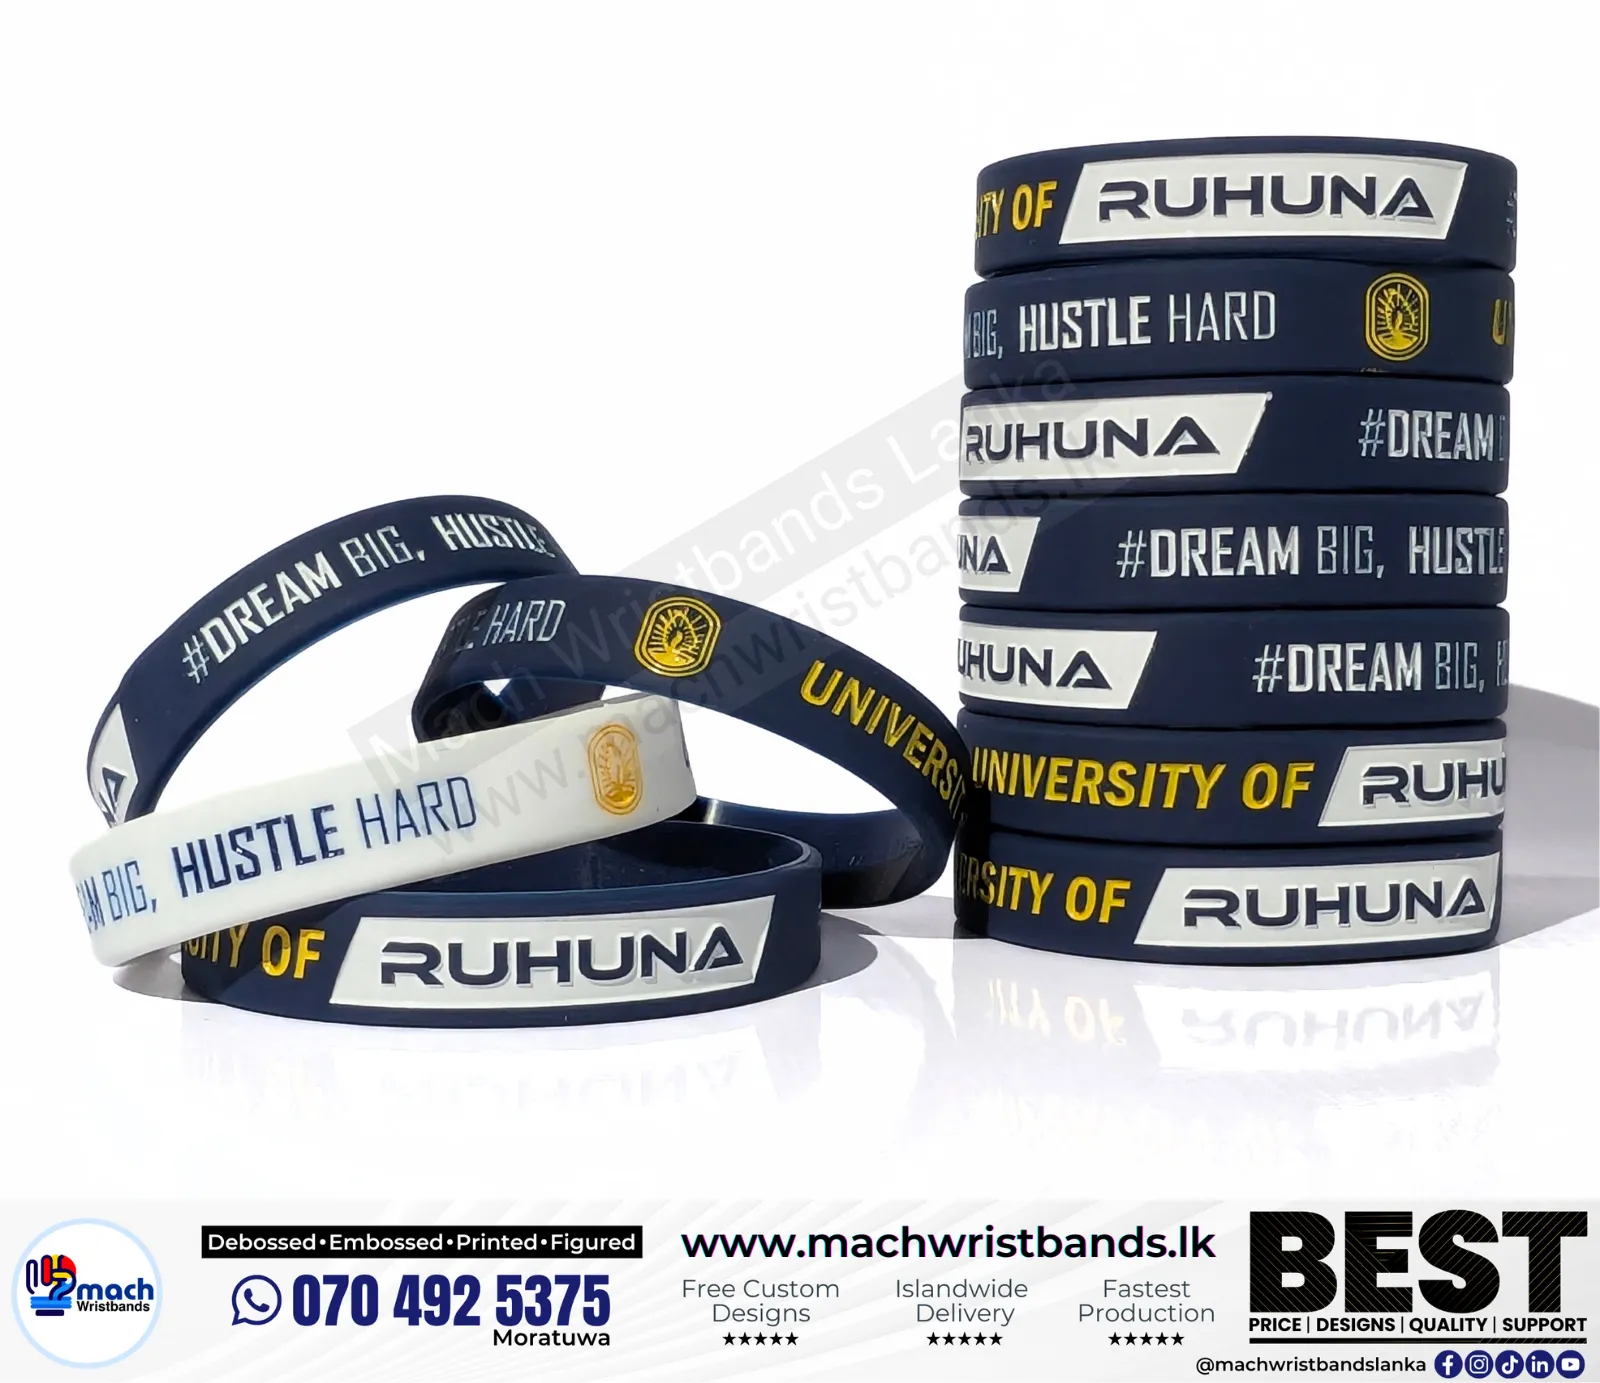 ITY OF RUHUNA
BIG, HUSTLE HARD
RUHUNA #DREAM
#DREAM BIG, HUSTLE
#DREAM BIG,
UNIVERSITY OF RUHU
RSITY OF RUHUNA
#DREAM BIG, HUSTLE
HARD UNIVERSI
BIG, HUSTLE HARD
ITY OF RUHUNA
Mach Wristbands Lanka
www.machwristbands.lk
mach
Wristbands
Debossed•Embossed•Printed•Figured
070 492 5375
Moratuwa
www.machwristbands.lk
Free Custom
Designs
Islandwide
Delivery
Fastest
Production
BEST
PRICE | DESIGNS | QUALITY | SUPPORT
@machwristbandslanka